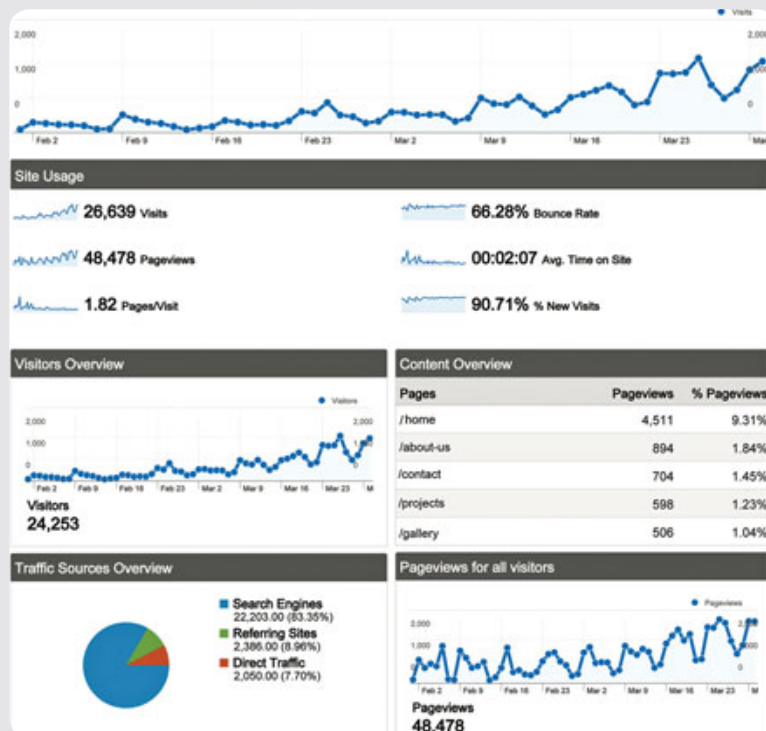 Visits
2,000 2,000
1,000
0 0
Feb 2 Feb 9 Feb 16 Feb 23 Mar 2 Mar 9 Mar 16 Mar 23
Site Usage
26,639 Visits
66.28% Bounce Rate
48,478 Pageviews
00:02:07 Avg. Time on Site
1.82 Pages/Visit
90.71% % New Visits
Visitors Overview
Visitors
2,000 2,000
1,000
0 0
Feb 2 Feb 9 Feb 16 Feb 23 Mar 2 Mar 9 Mar 16 Mar 23 M
Visitors
24,253
Content Overview
Pages Pageviews % Pageviews
/home 4,511 9.31%
/about-us 894 1.84%
/contact 704 1.45%
/projects 598 1.23%
/gallery 506 1.04%
Traffic Sources Overview
Search Engines
22,203.00 (83.35%)
Referring Sites
2,386.00 (8.96%)
Direct Traffic
2,050.00 (7.70%)
Pageviews for all visitors
Pageviews
2,000
1,000
0 0
Feb 2 Feb 9 Feb 16 Feb 23 Mar 2 Mar 9 Mar 16 Mar 23 M
Pageviews
48,478